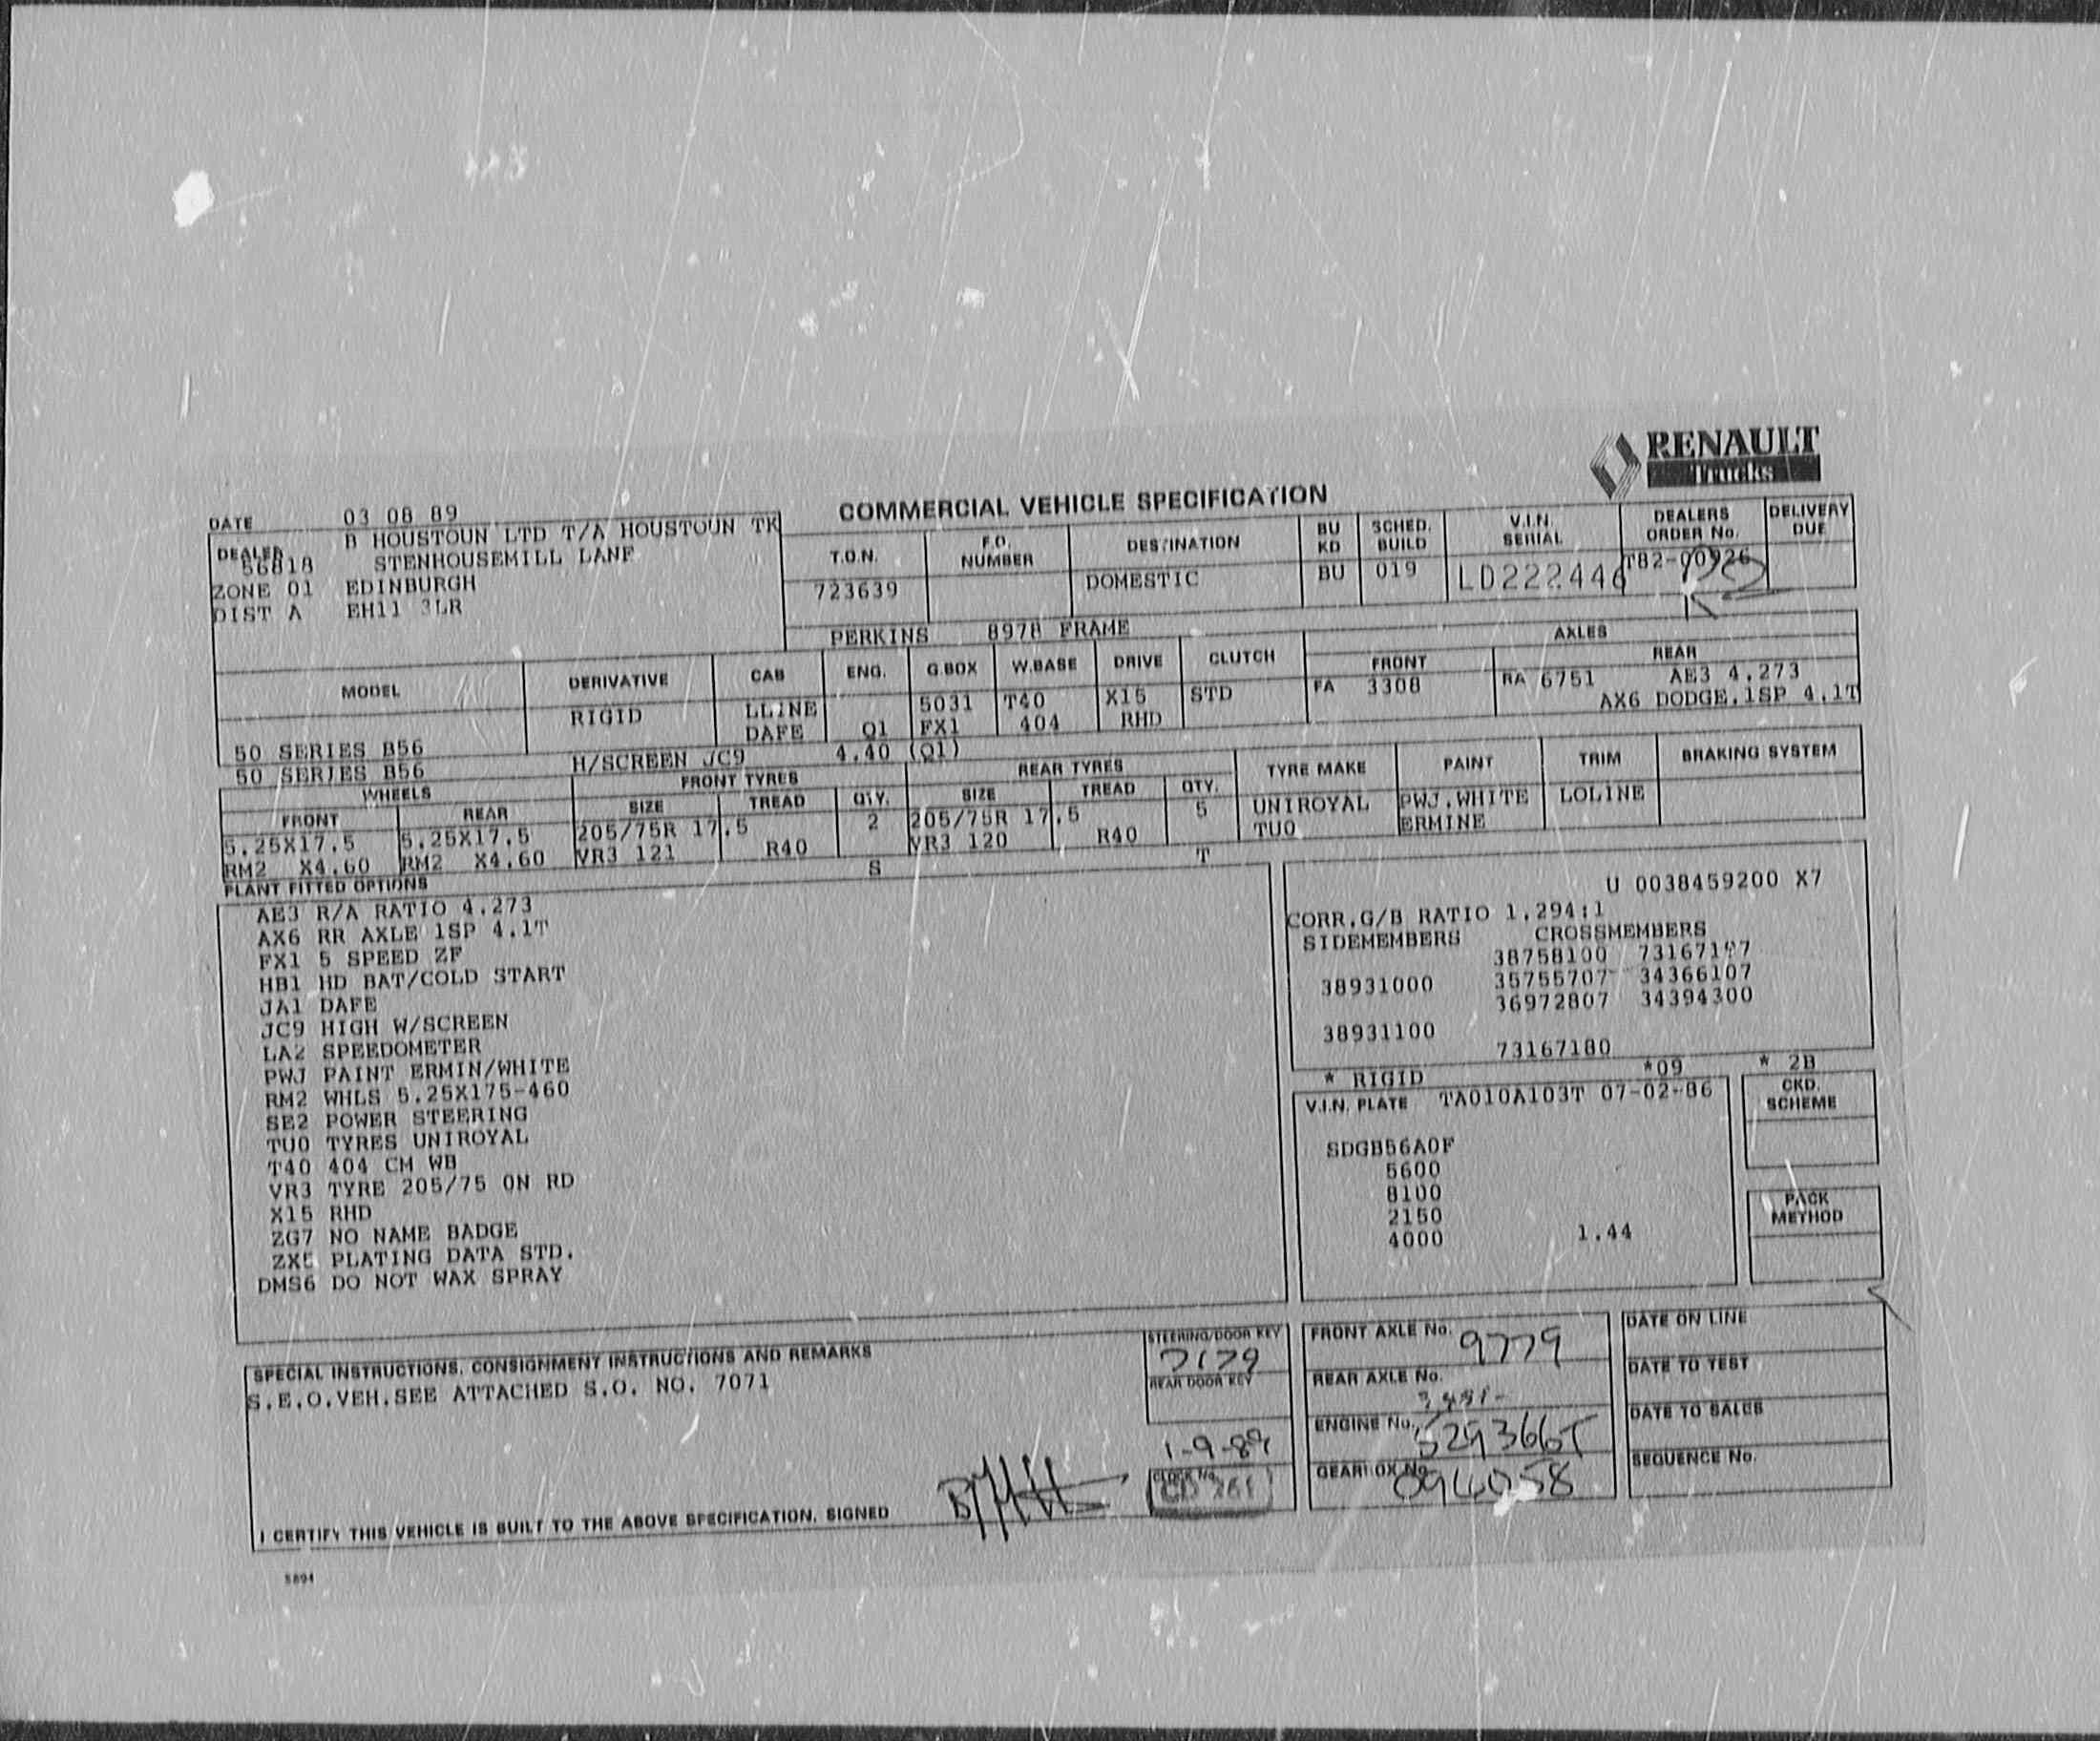 RENAULT
Trucks
COMMERCIAL VEHICLE SPECIFICATION
DATE 03 08 89
DEALER B HOUSTOUN LTD T/A HOUSTOUN TK
56818 STENHOUSEMILL LANE
ZONE 01 EDINBURGH
DIST A EH11 3LR
T.O.N. F.O. NUMBER DESTINATION BU KD SCHED. BUILD V.I.N. SERIAL DEALERS ORDER No. DELIVERY DUE
723639 DOMESTIC BU 019 LD222446 T82-00926
PERKINS 8978 FRAME
AXLES
MODEL DERIVATIVE CAB ENG. G.BOX W.BASE DRIVE CLUTCH FRONT REAR
RIGID LLINE 5031 T40 X15 STD FA 3308 RA 6751 AE3 4.273
50 SERIES B56 DAFE Q1 FX1 404 RHD AX6 DODGE.1SP 4.1T
50 SERIES B56 H/SCREEN JC9 4.40 (Q1)
WHEELS FRONT TYRES REAR TYRES TYRE MAKE PAINT TRIM BRAKING SYSTEM
FRONT REAR SIZE TREAD QTY. SIZE TREAD QTY.
5.25X17.5 5.25X17.5 205/75R 17.5 2 205/75R 17.5 5 UNIROYAL PWJ.WHITE LOLINE
RM2 X4.60 RM2 X4.60 VR3 121 R40 VR3 120 R40 TU0 ERMINE
PLANT FITTED OPTIONS S T
AE3 R/A RATIO 4.273
AX6 RR AXLE 1SP 4.1T
FX1 5 SPEED ZF
HB1 HD BAT/COLD START
JA1 DAFE
JC9 HIGH W/SCREEN
LA2 SPEEDOMETER
PWJ PAINT ERMIN/WHITE
RM2 WHLS 5.25X175-460
SE2 POWER STEERING
TU0 TYRES UNIROYAL
T40 404 CM WB
VR3 TYRE 205/75 ON RD
X15 RHD
ZG7 NO NAME BADGE
ZX5 PLATING DATA STD.
DMS6 DO NOT WAX SPRAY
U 0038459200 X7
CORR.G/B RATIO 1.294:1
SIDEMEMBERS CROSSMEMBERS
38758100 73167197
38931000 35755707 34366107
36972807 34394300
38931100
73167180
* RIGID *09 * 2B
V.I.N. PLATE TA010A103T 07-02-86
SDGB56A0F
5600
8100
2150
4000 1.44
CKD. SCHEME
PACK METHOD
SPECIAL INSTRUCTIONS, CONSIGNMENT INSTRUCTIONS AND REMARKS
S.E.O.VEH.SEE ATTACHED S.O. NO. 7071
STEERING/DOOR KEY
REAR DOOR KEY
1-9-89
CLOCK No.
CD 261
FRONT AXLE No. 9779
REAR AXLE No.
ENGINE No. 529366T
GEARBOX No. 094058
DATE ON LINE
DATE TO TEST
DATE TO SALES
SEQUENCE No.
I CERTIFY THIS VEHICLE IS BUILT TO THE ABOVE SPECIFICATION. SIGNED